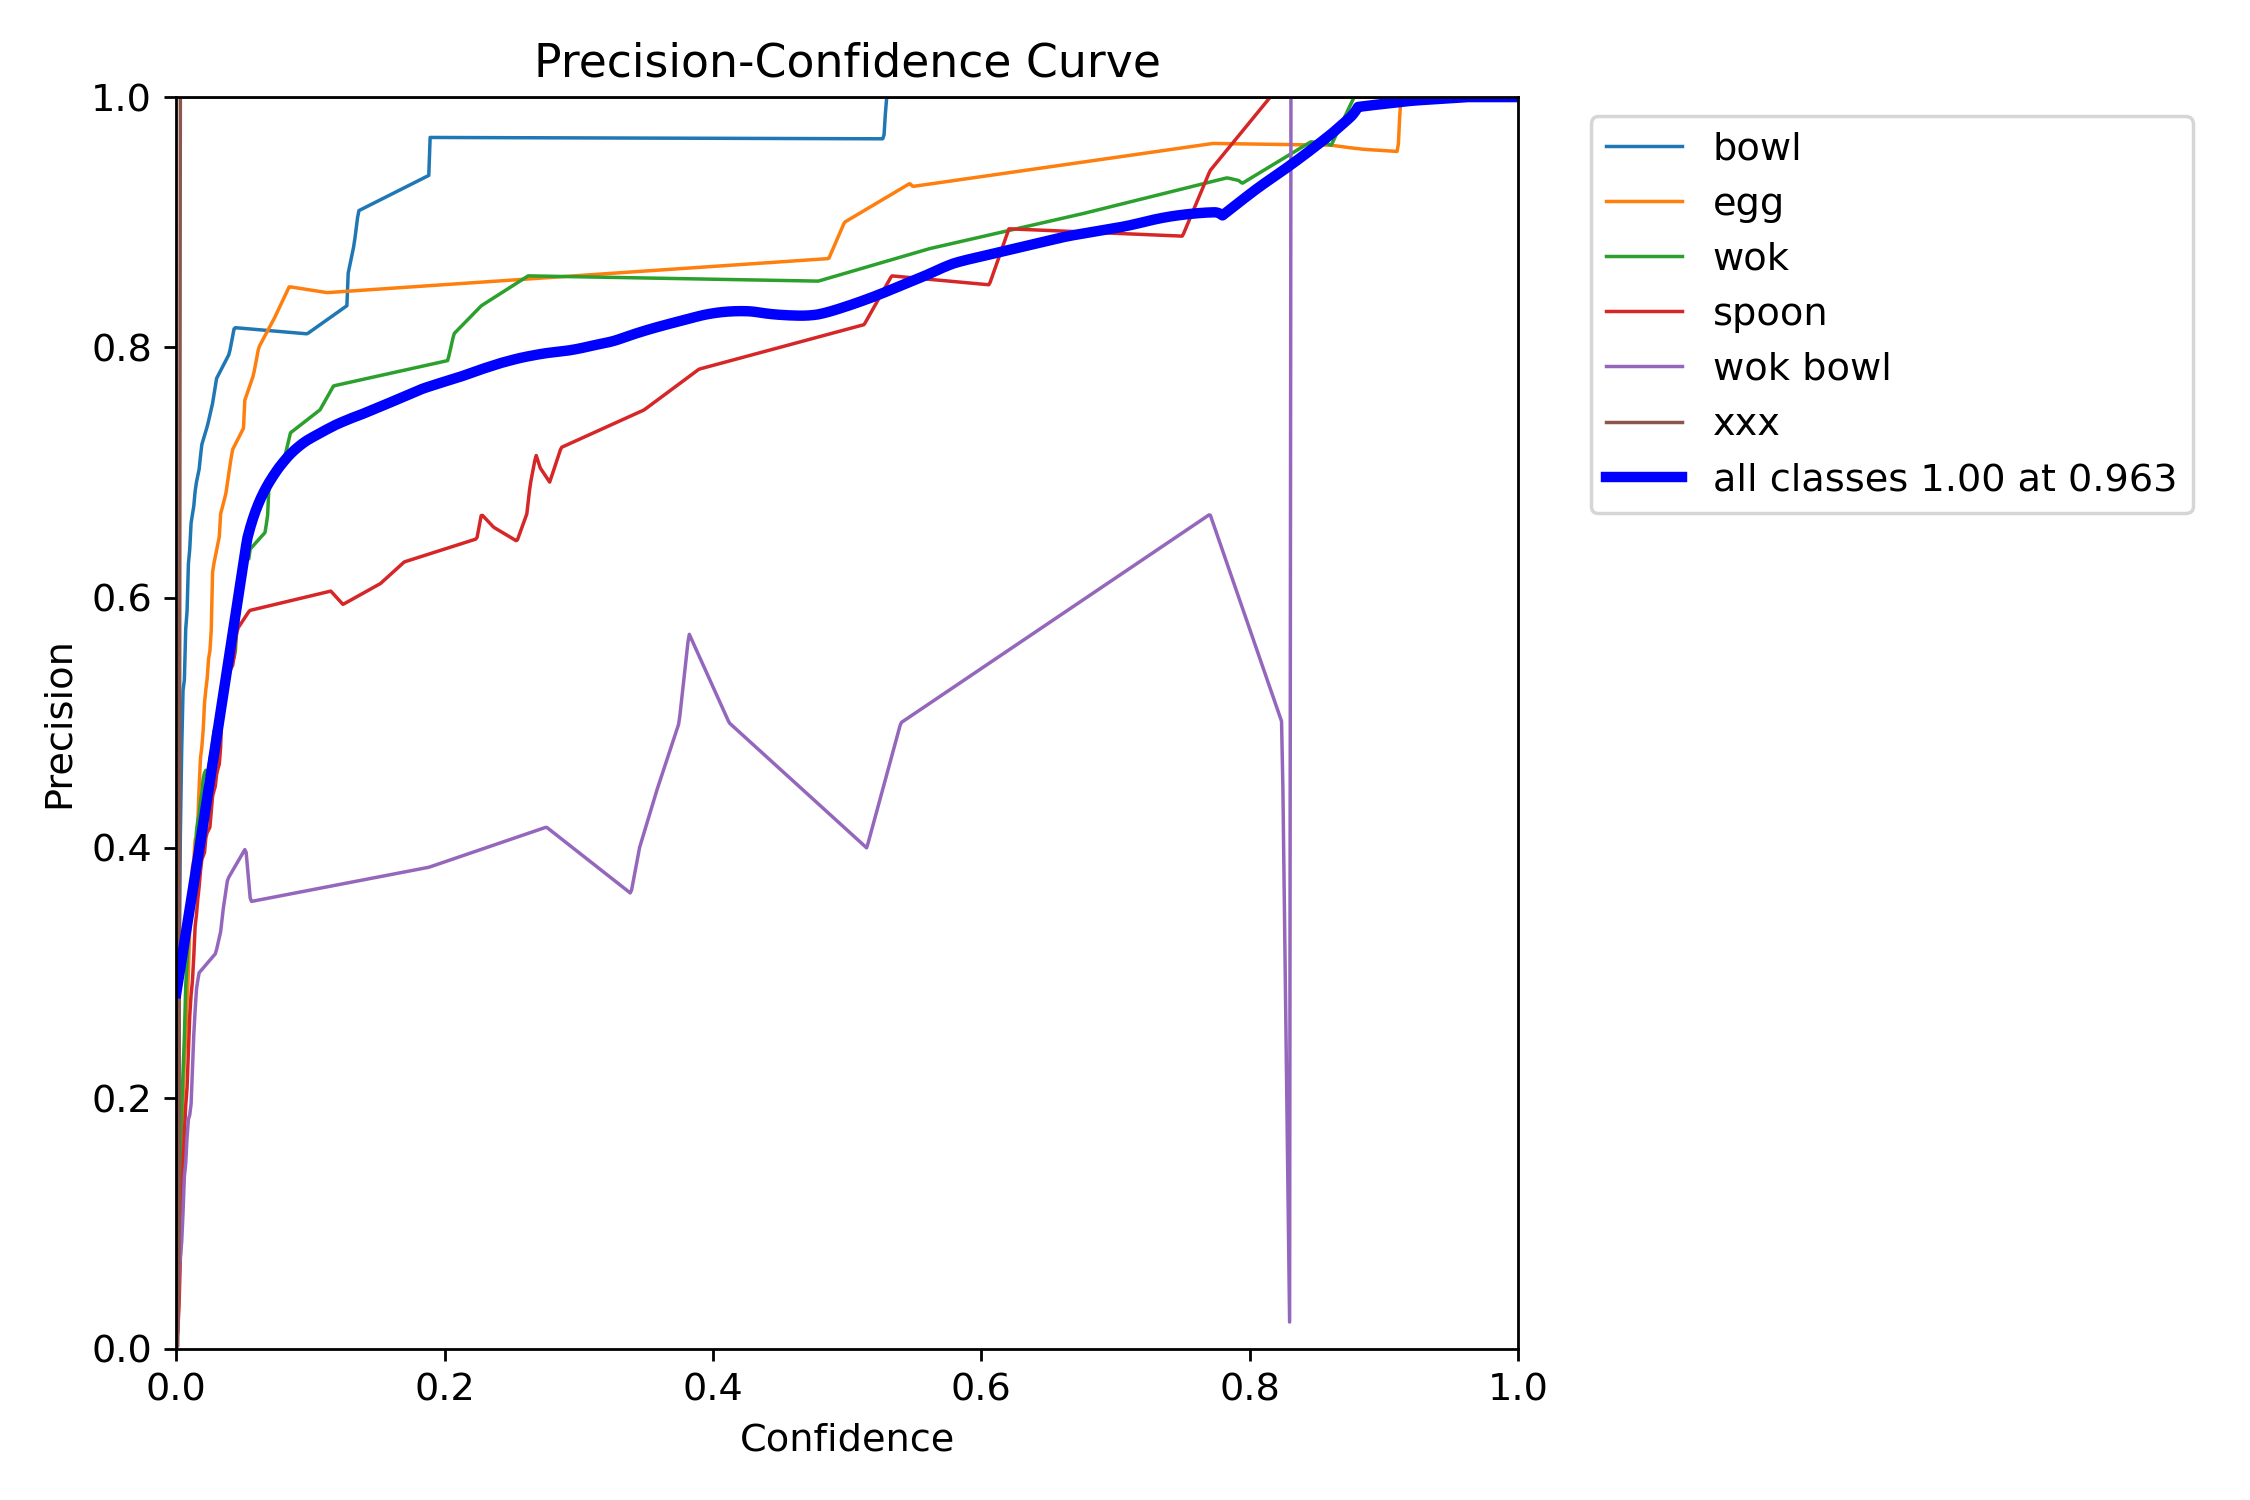 Precision-Confidence Curve
1.0
0.8
0.6
0.4
0.2
0.0
Precision
0.0 0.2 0.4 0.6 0.8 1.0
Confidence
bowl
egg
wok
spoon
wok bowl
xxx
all classes 1.00 at 0.963